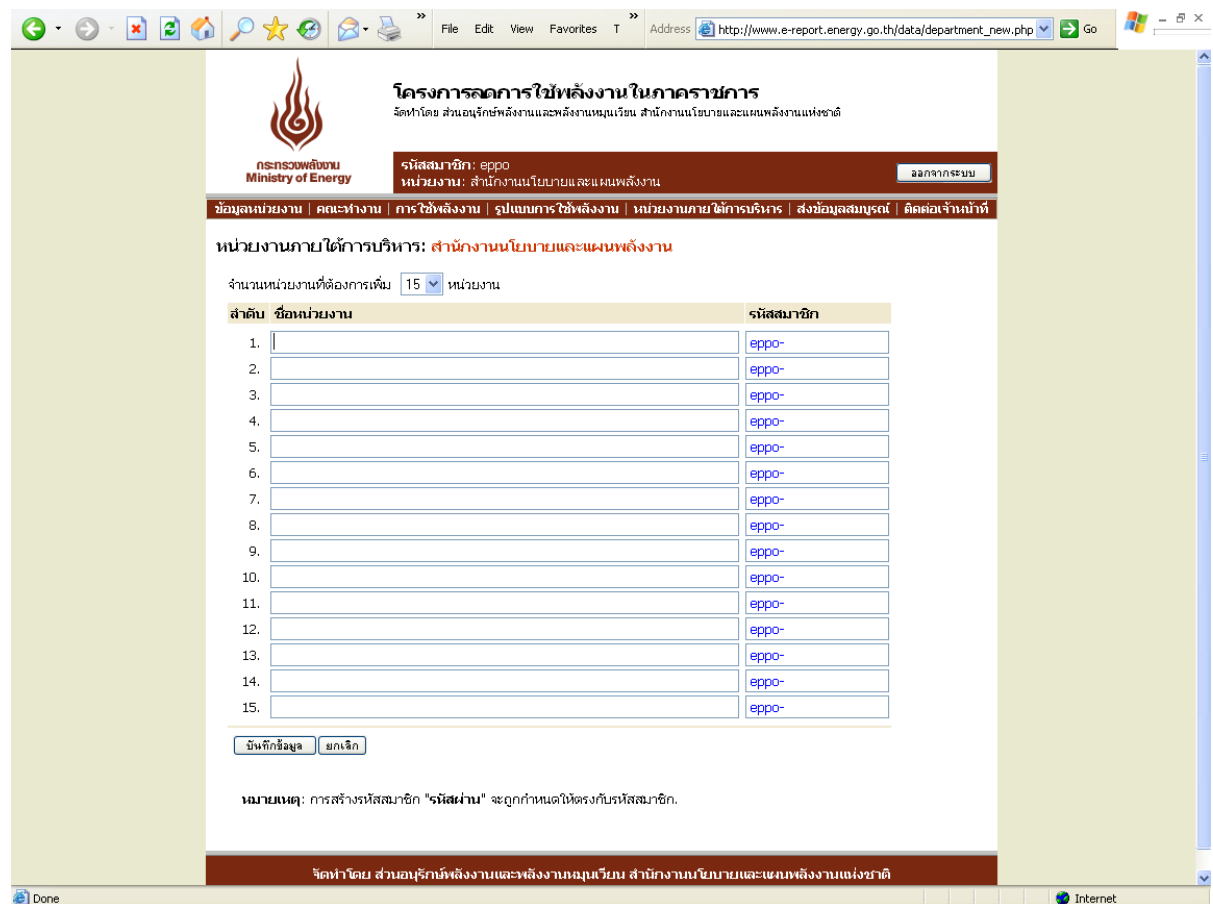 File Edit View Favorites T Address http://www.e-report.energy.go.th/data/department_new.php Go
โครงการลดการใช้พลังงานในภาคราชการ
จัดทำโดย ส่วนอนุรักษ์พลังงานและพลังงานหมุนเวียน สำนักงานนโยบายและแผนพลังงานแห่งชาติ
กระทรวงพลังงาน
Ministry of Energy
รหัสสมาชิก: eppo
หน่วยงาน: สำนักงานนโยบายและแผนพลังงาน
ออกจากระบบ
ข้อมูลหน่วยงาน | คณะทำงาน | การใช้พลังงาน | รูปแบบการใช้พลังงาน | หน่วยงานภายใต้การบริหาร | ส่งข้อมูลสมบูรณ์ | ติดต่อเจ้าหน้าที่
หน่วยงานภายใต้การบริหาร: สำนักงานนโยบายและแผนพลังงาน
จำนวนหน่วยงานที่ต้องการเพิ่ม 15 หน่วยงาน
ลำดับ ชื่อหน่วยงาน รหัสสมาชิก
1. eppo-
2. eppo-
3. eppo-
4. eppo-
5. eppo-
6. eppo-
7. eppo-
8. eppo-
9. eppo-
10. eppo-
11. eppo-
12. eppo-
13. eppo-
14. eppo-
15. eppo-
บันทึกข้อมูล ยกเลิก
หมายเหตุ: การสร้างรหัสสมาชิก "รหัสผ่าน" จะถูกกำหนดให้ตรงกับรหัสสมาชิก.
จัดทำโดย ส่วนอนุรักษ์พลังงานและพลังงานหมุนเวียน สำนักงานนโยบายและแผนพลังงานแห่งชาติ
Done Internet